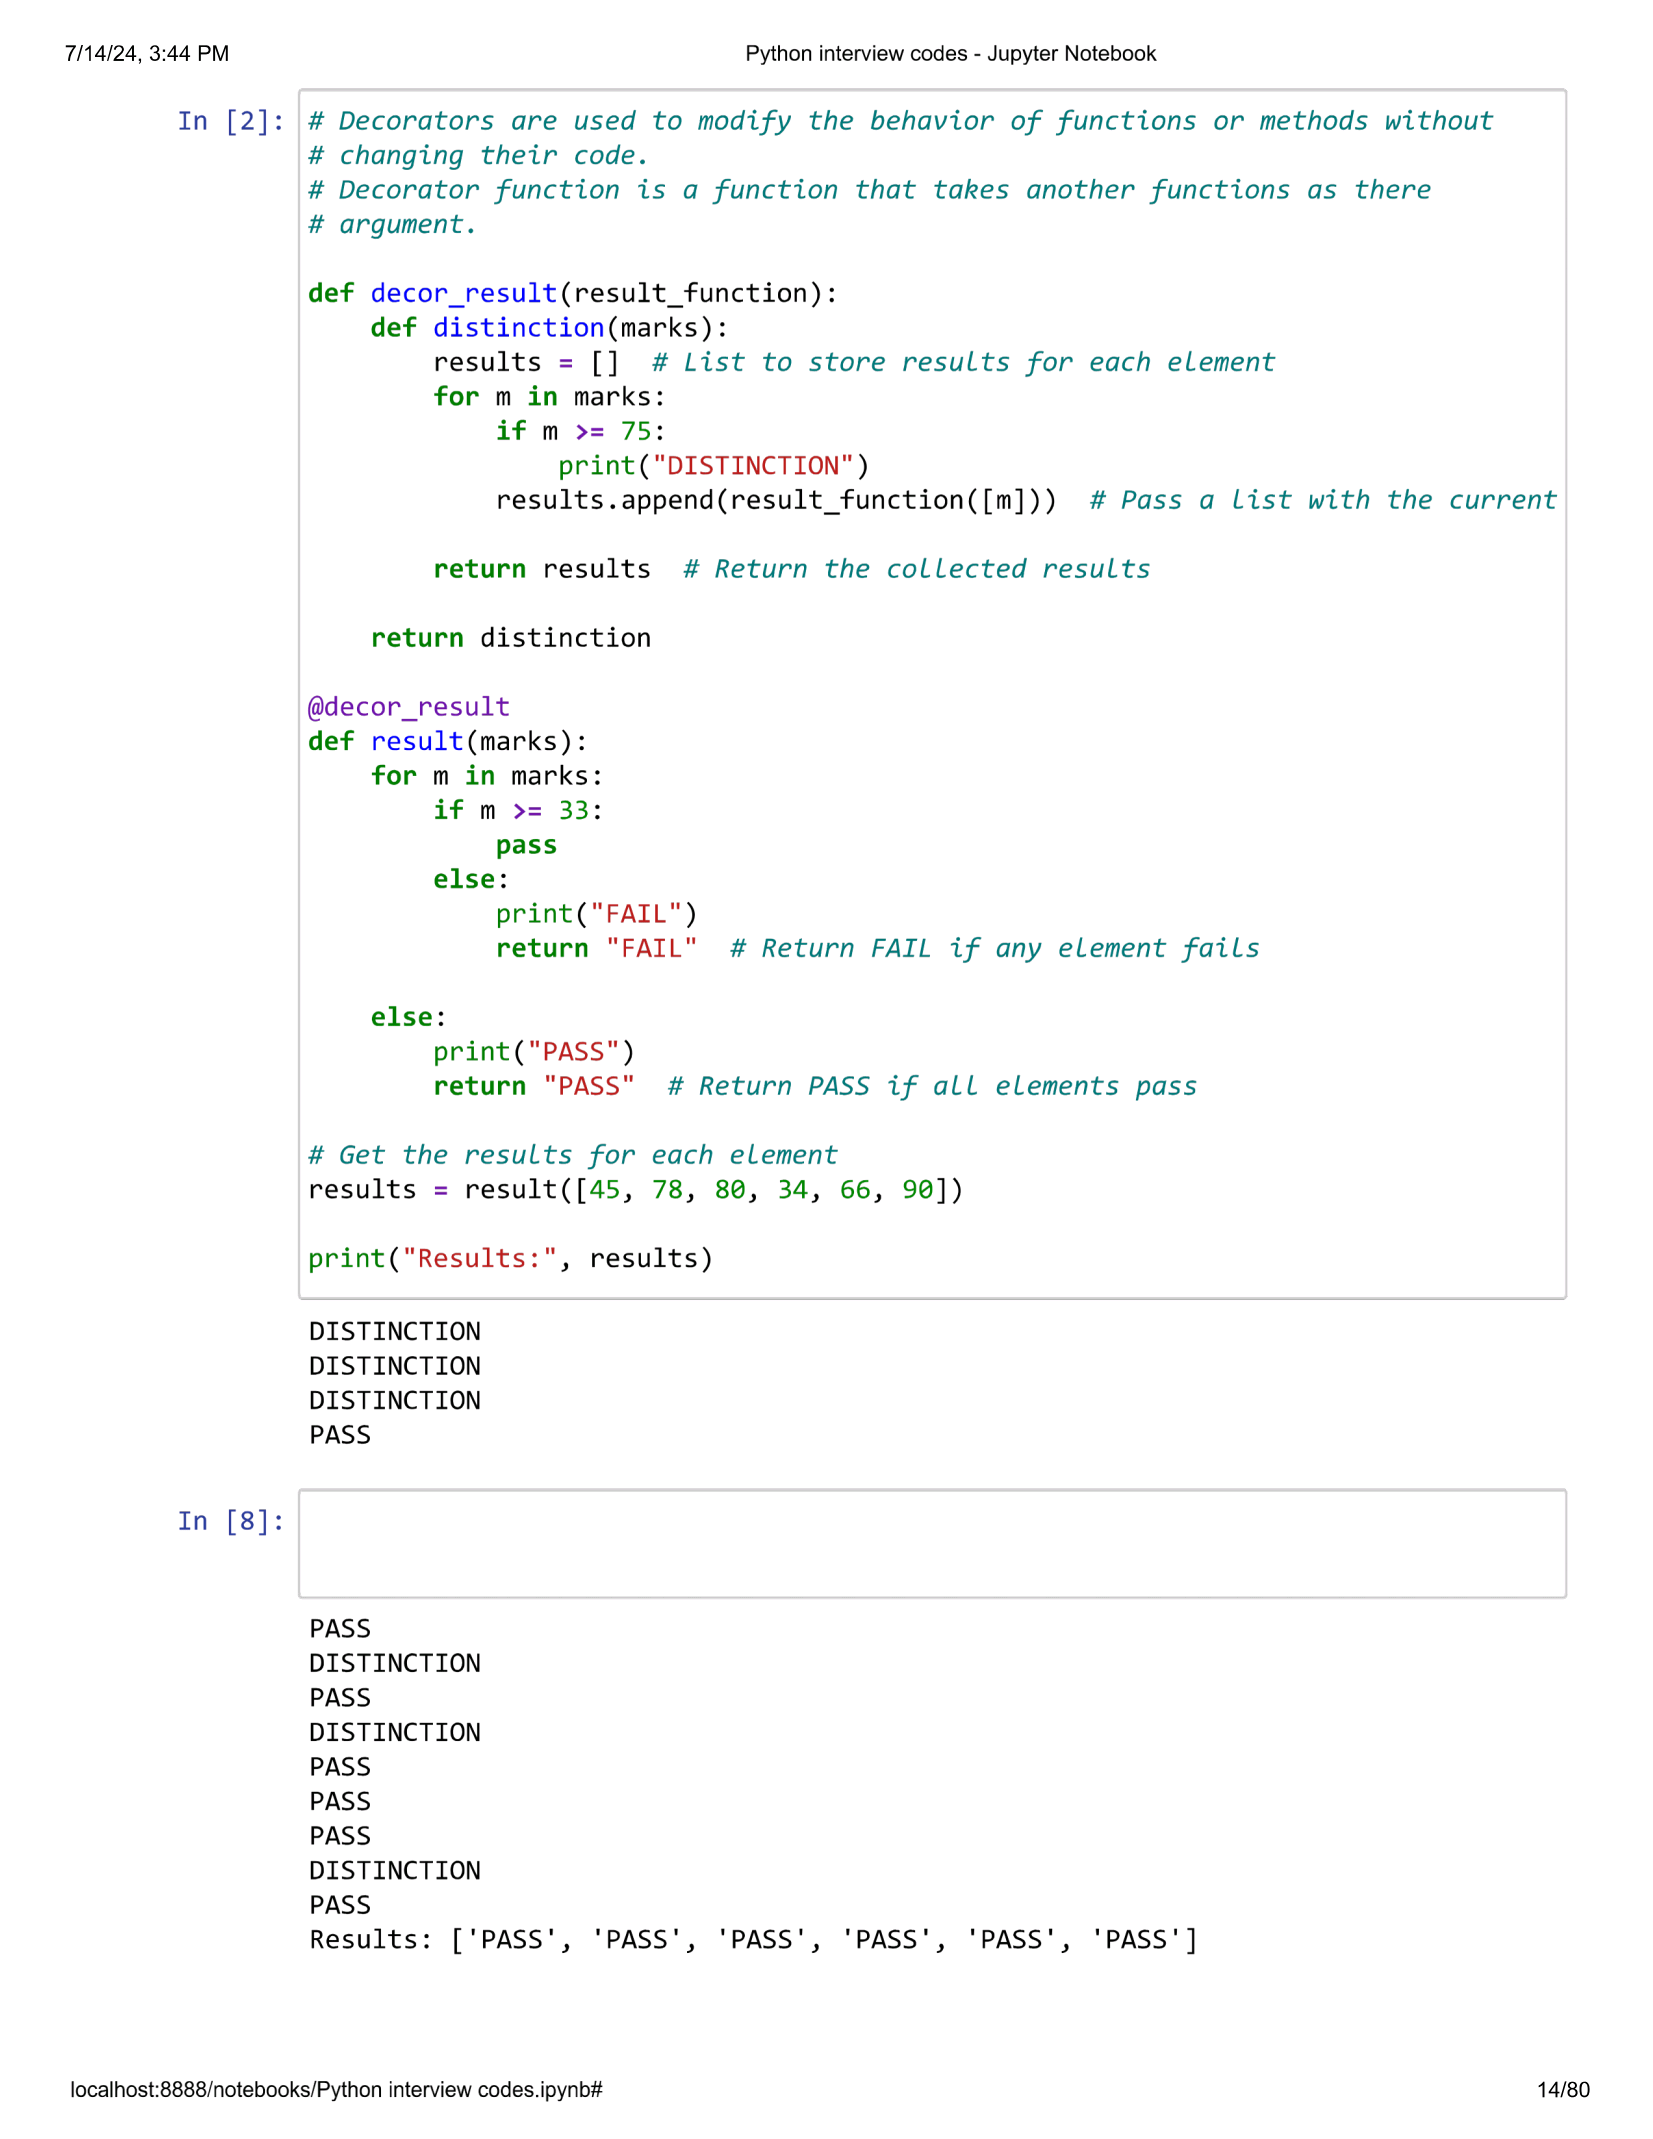 7/14/24, 3:44 PM Python interview codes - Jupyter Notebook
In [2]: # Decorators are used to modify the behavior of functions or methods without
# changing their code.
# Decorator function is a function that takes another functions as there
# argument.

def decor_result(result_function):
    def distinction(marks):
        results = []  # List to store results for each element
        for m in marks:
            if m >= 75:
                print("DISTINCTION")
            results.append(result_function([m]))  # Pass a list with the current

        return results  # Return the collected results

    return distinction

@decor_result
def result(marks):
    for m in marks:
        if m >= 33:
            pass
        else:
            print("FAIL")
            return "FAIL"  # Return FAIL if any element fails

    else:
        print("PASS")
        return "PASS"  # Return PASS if all elements pass

# Get the results for each element
results = result([45, 78, 80, 34, 66, 90])

print("Results:", results)
DISTINCTION
DISTINCTION
DISTINCTION
PASS
In [8]:
PASS
DISTINCTION
PASS
DISTINCTION
PASS
PASS
PASS
DISTINCTION
PASS
Results: ['PASS', 'PASS', 'PASS', 'PASS', 'PASS', 'PASS']
localhost:8888/notebooks/Python interview codes.ipynb# 14/80